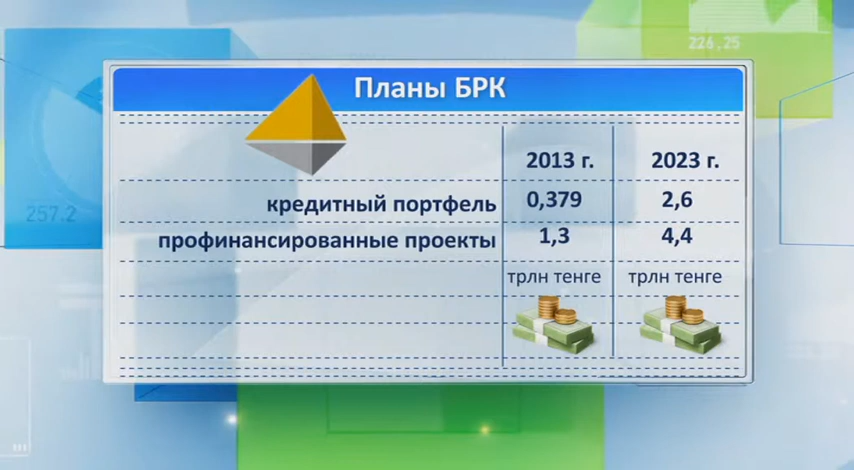 226.25
Планы БРК
2013 г. 2023 г.
257.2
кредитный портфель 0,379 2,6
профинансированные проекты 1,3 4,4
трлн тенге трлн тенге